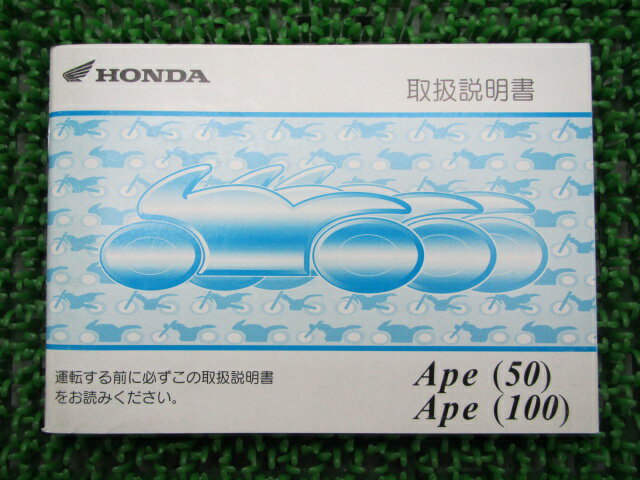 HONDA
取扱説明書
運転する前に必ずこの取扱説明書
をお読みください。
Ape (50)
Ape (100)